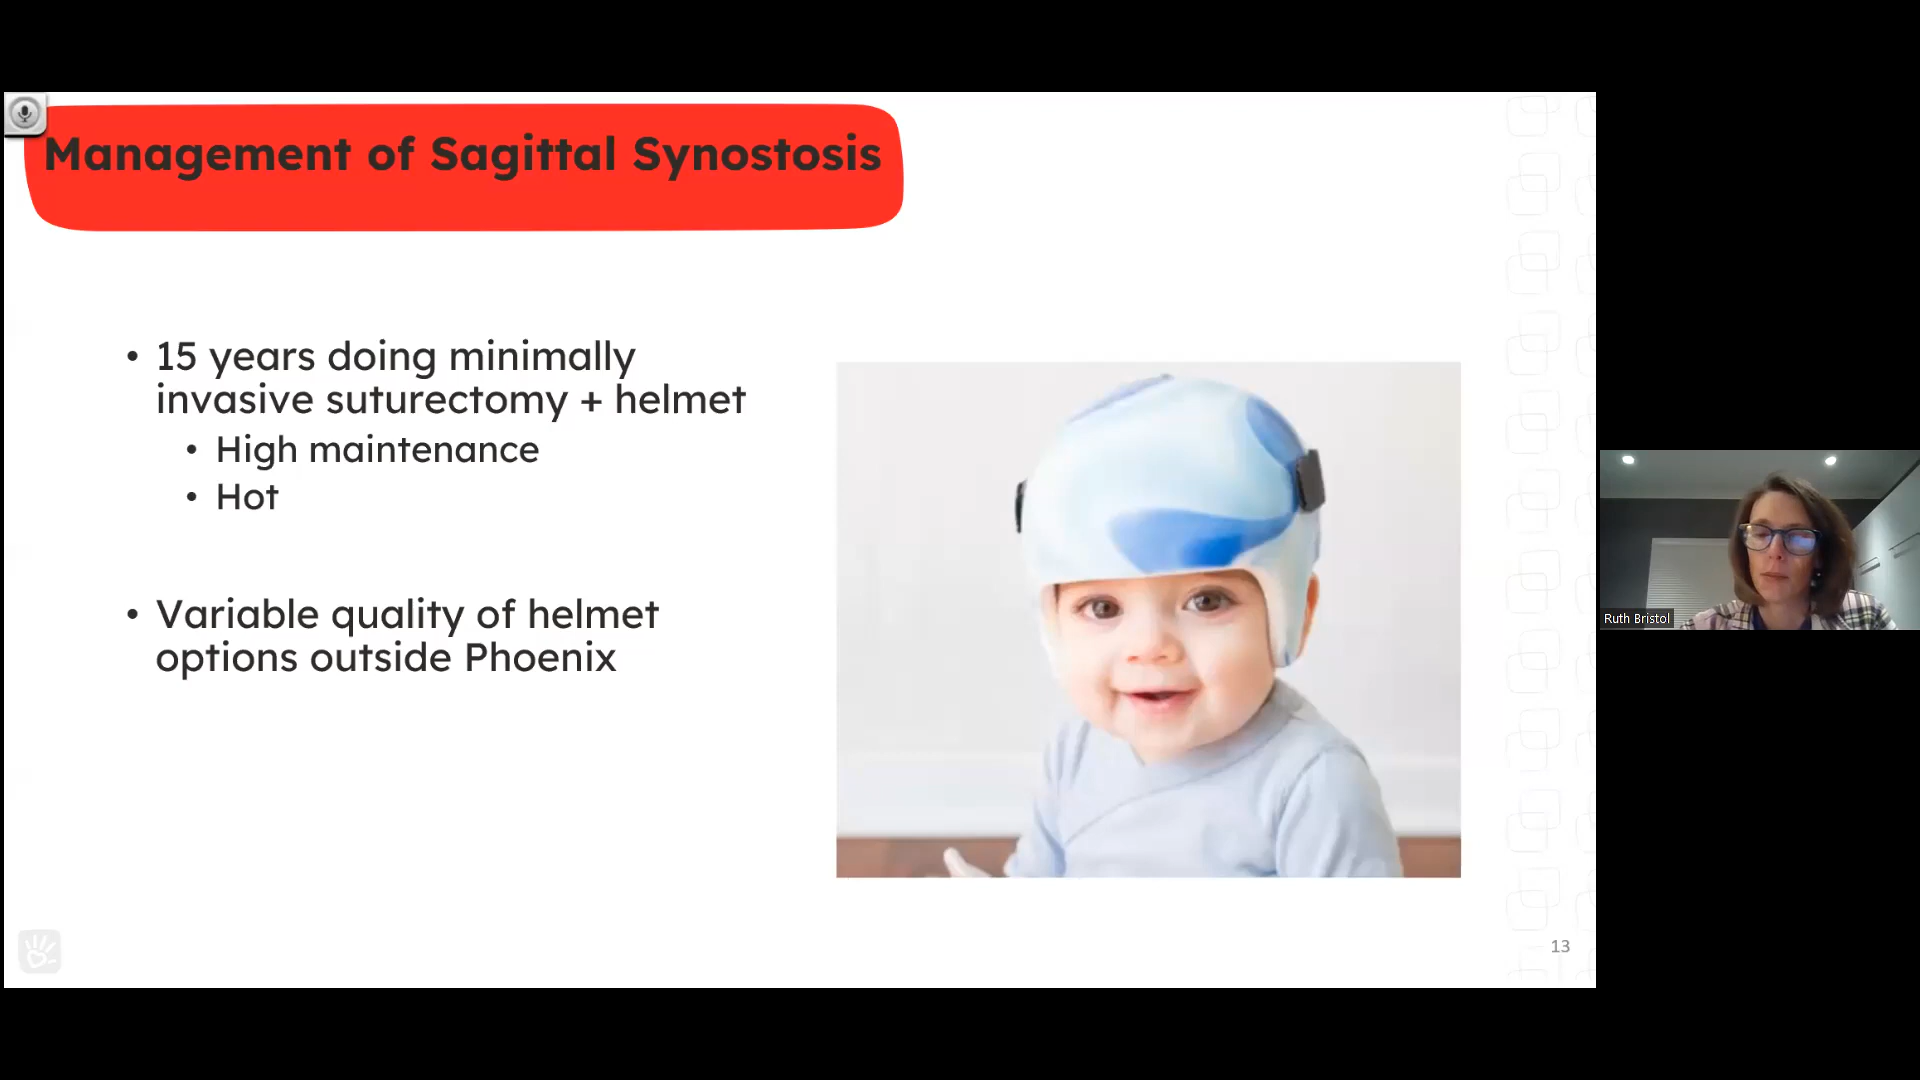 Management of Sagittal Synostosis
• 15 years doing minimally
invasive suturectomy + helmet
• High maintenance
• Hot
• Variable quality of helmet
options outside Phoenix
13
Ruth Bristol